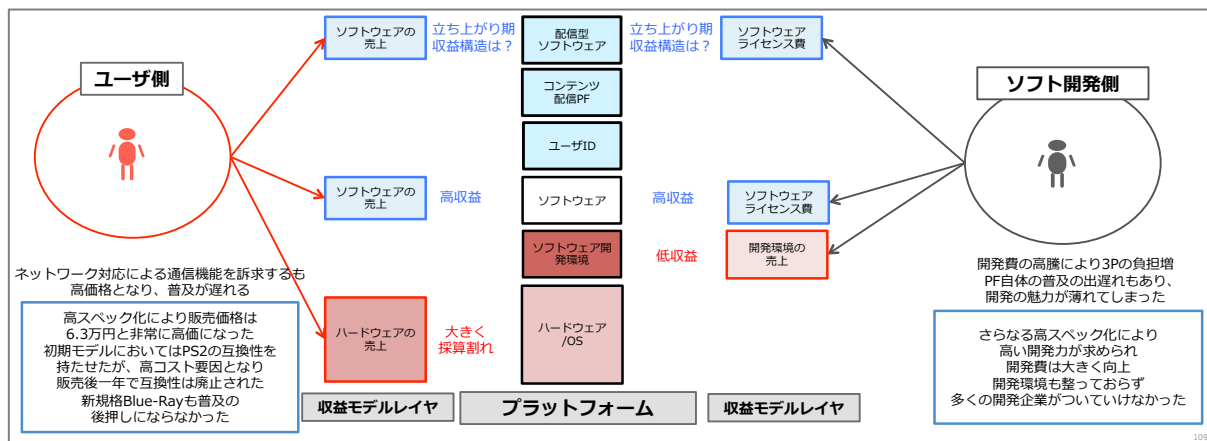 ユーザ側
ソフトウェアの
売上
立ち上がり期
収益構造は？
配信型
ソフトウェア
立ち上がり期
収益構造は？
ソフトウェア
ライセンス費
ソフト開発側
コンテンツ
配信PF
ユーザID
ソフトウェアの
売上
高収益
ソフトウェア
高収益
ソフトウェア
ライセンス費
ソフトウェア開
発環境
低収益
開発環境の
売上
ネットワーク対応による通信機能を訴求するも
高価格となり、普及が遅れる
高スペック化により販売価格は
6.3万円と非常に高価になった
初期モデルにおいてはPS2の互換性を
持たせたが、高コスト要因となり
販売後一年で互換性は廃止された
新規格Blue-Rayも普及の
後押しにならなかった
ハードウェアの
売上
大きく
採算割れ
ハードウェア
/OS
開発費の高騰により3Pの負担増
PF自体の普及の出遅れもあり、
開発の魅力が薄れてしまった
さらなる高スペック化により
高い開発力が求められ
開発費は大きく向上
開発環境も整っておらず
多くの開発企業がついていけなかった
収益モデルレイヤ
プラットフォーム
収益モデルレイヤ
109